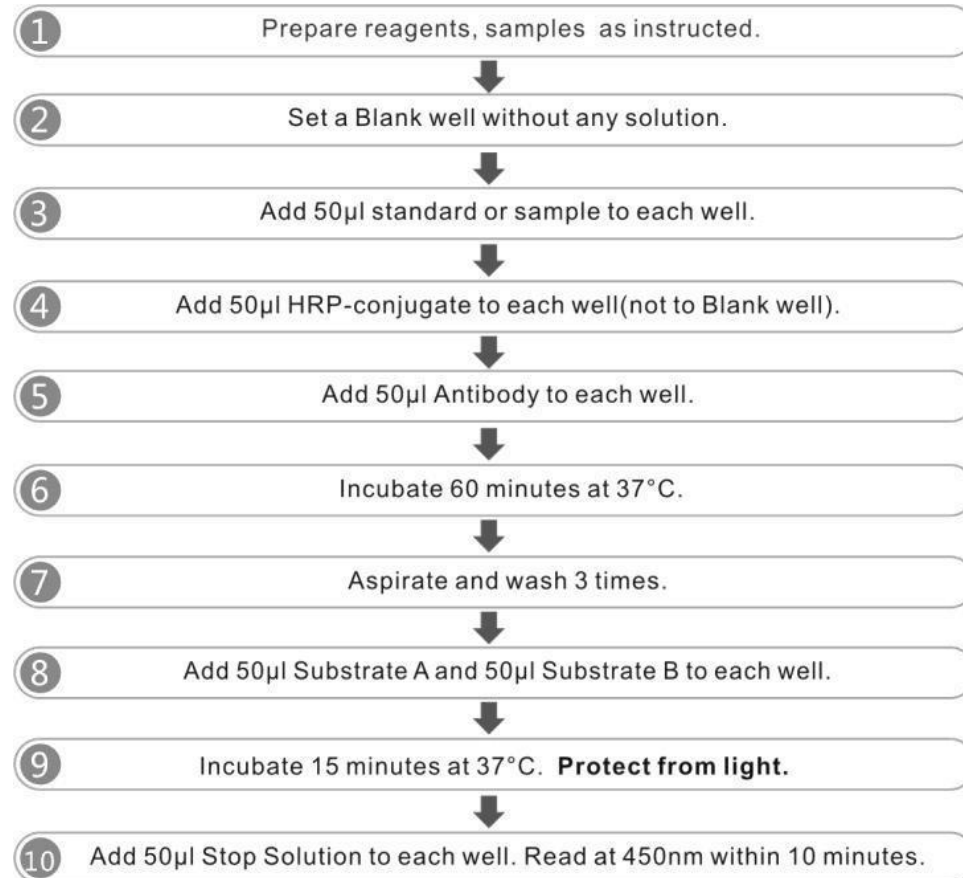 1 Prepare reagents, samples as instructed.
2 Set a Blank well without any solution.
3 Add 50µl standard or sample to each well.
4 Add 50µl HRP-conjugate to each well(not to Blank well).
5 Add 50µl Antibody to each well.
6 Incubate 60 minutes at 37°C.
7 Aspirate and wash 3 times.
8 Add 50µl Substrate A and 50µl Substrate B to each well.
9 Incubate 15 minutes at 37°C. Protect from light.
10 Add 50µl Stop Solution to each well. Read at 450nm within 10 minutes.